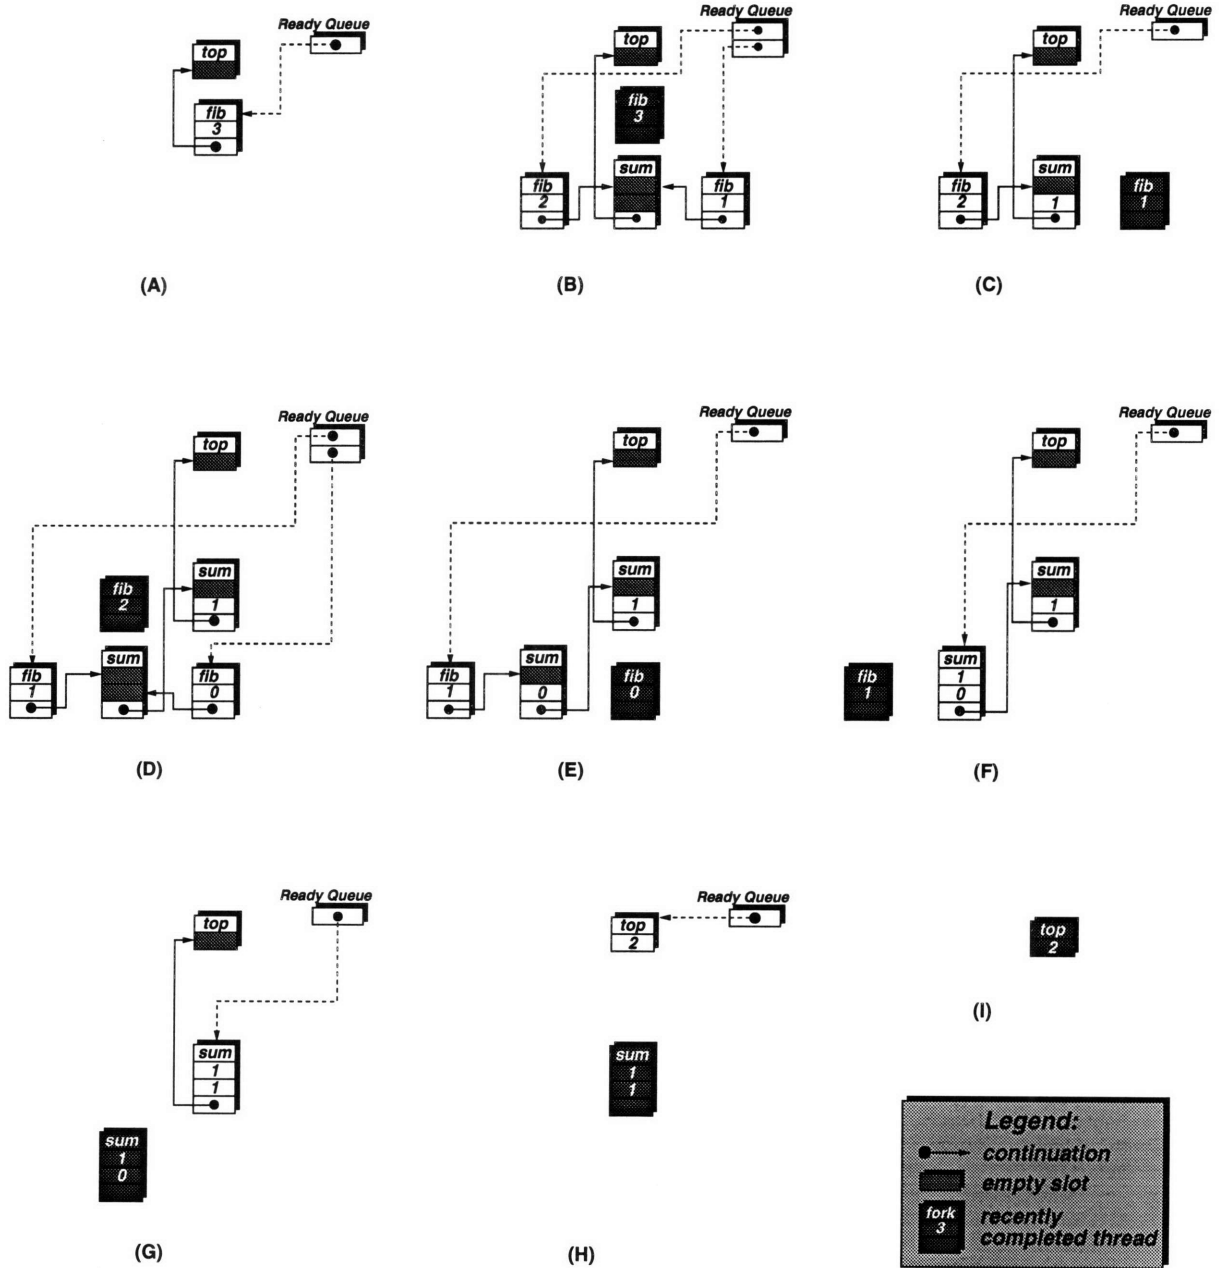 Ready Queue
top
fib
3
(A)
Ready Queue
top
fib
3
sum
fib
2
fib
1
(B)
Ready Queue
top
sum
1
fib
2
fib
1
(C)
Ready Queue
top
sum
1
fib
2
sum
fib
1
fib
0
(D)
Ready Queue
top
sum
1
sum
0
fib
1
fib
0
(E)
Ready Queue
top
sum
1
sum
1
0
fib
1
(F)
Ready Queue
top
sum
1
1
sum
1
0
(G)
Ready Queue
top
2
sum
1
1
(H)
top
2
(I)
Legend:
continuation
empty slot
fork
3
recently
completed thread